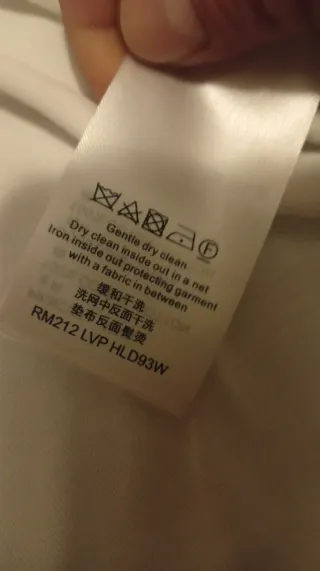 Gentle dry clean
Dry clean inside out in a net
Iron inside out protecting garment
with a fabric in between
缓和干洗
洗网中反面干洗
垫布反面熨烫
RM212 LVP HLD93W